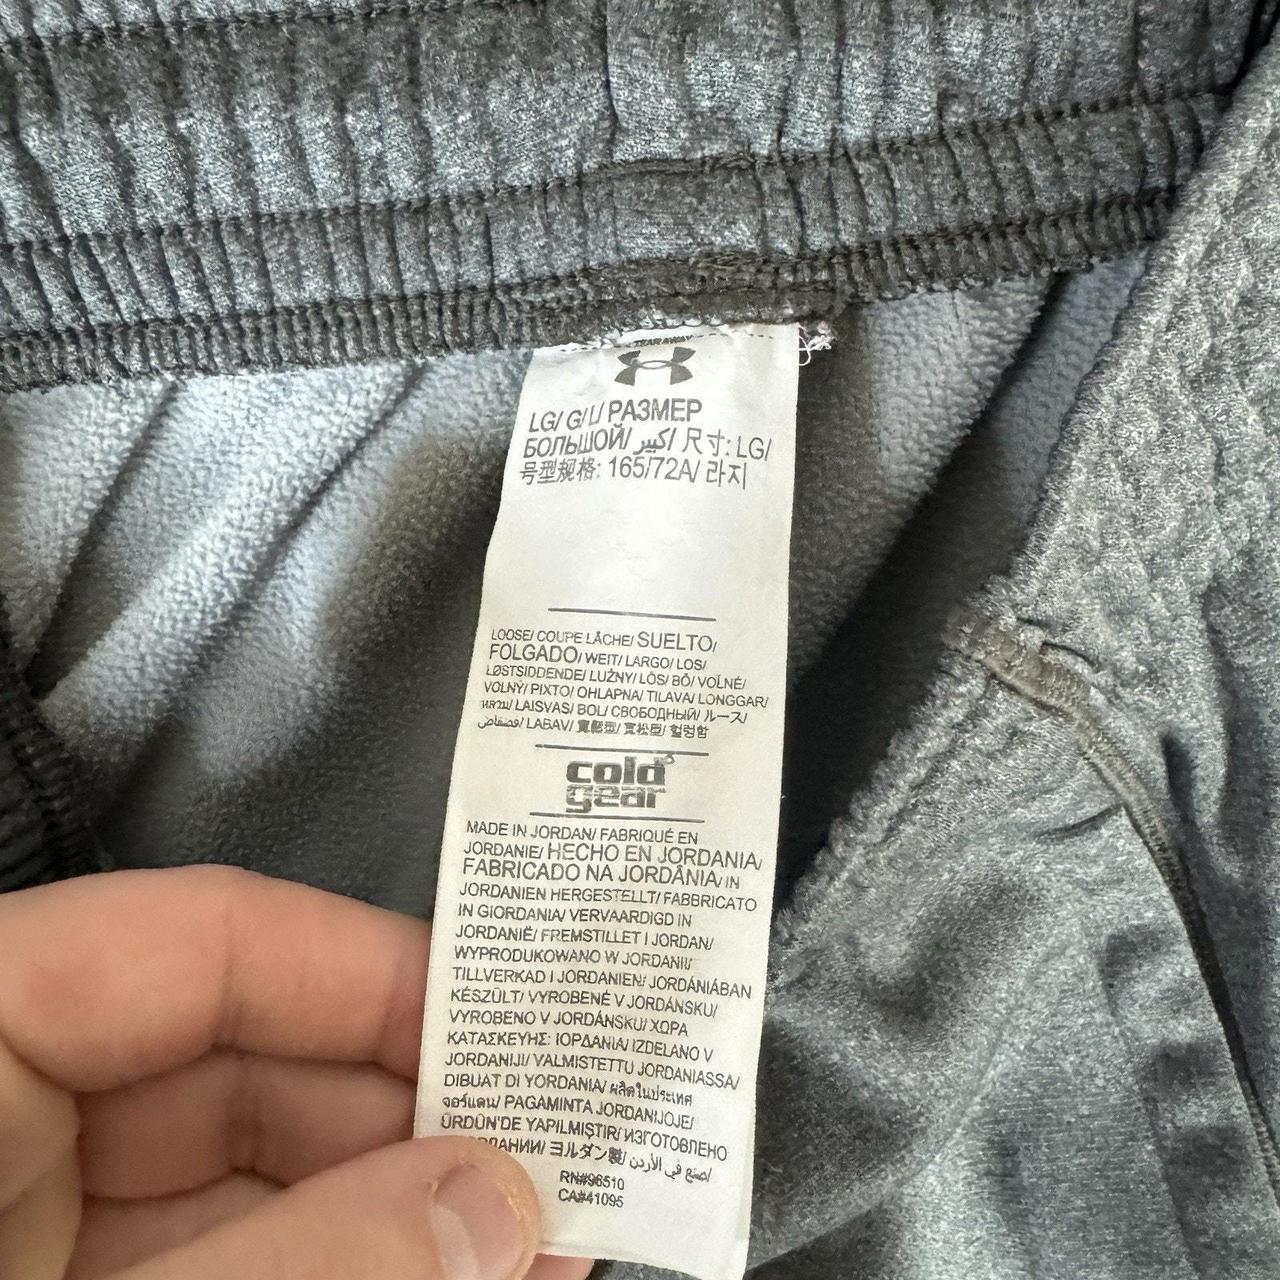 TEAR AWAY
LG/ G/ L/ РАЗМЕР
БОЛЬШОЙ/ كبير/ 尺寸: LG/
号型规格: 165/72A/ 라지
LOOSE/ COUPE LÂCHE/ SUELTO/
FOLGADO/ WEIT/ LARGO/ LOS/
LØSTSIDDENDE/ LUŹNY/ LÖS/ BŐ/ VOĽNÉ/
VOLNÝ/ ΡΙΧΤΟ/ OHLAPNA/ TILAVA/ LONGGAR/
หลวม/ LAISVAS/ BOL/ СВОБОДНЫЙ/ ルース/
فضفاض/ LABAV/ 寬鬆型/ 宽松型/ 헐렁함
cold
gear
MADE IN JORDAN/ FABRIQUÉ EN
JORDANIE/ HECHO EN JORDANIA/
FABRICADO NA JORDÂNIA/ IN
JORDANIEN HERGESTELLT/ FABBRICATO
IN GIORDANIA/ VERVAARDIGD IN
JORDANIË/ FREMSTILLET I JORDAN/
WYPRODUKOWANO W JORDANII/
TILLVERKAD I JORDANIEN/ JORDÁNIÁBAN
KÉSZÜLT/ VYROBENÉ V JORDÁNSKU/
VYROBENO V JORDÁNSKU/ ΧΩΡΑ
ΚΑΤΑΣΚΕΥΗΣ: ΙΟΡΔΑΝΙΑ/ IZDELANO V
JORDANIJI/ VALMISTETTU JORDANIASSA/
DIBUAT DI YORDANIA/ ผลิตในประเทศ
จอร์แดน/ PAGAMINTA JORDANIJOJE/
ÜRDÜN'DE YAPILMIŞTIR/ ИЗГОТОВЛЕНО
ヨルダン製/ صنع في الأردن/
RN#96510
CA#41095